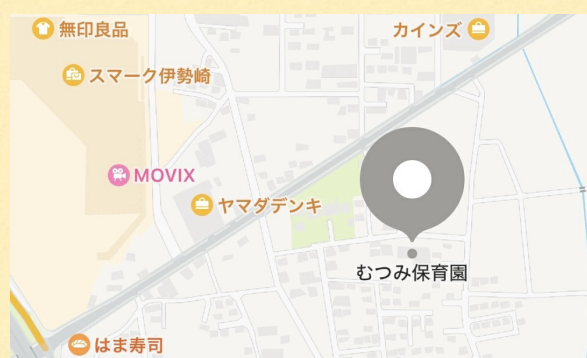 無印良品
カインズ
スマーク伊勢崎
MOVIX
ヤマダデンキ
むつみ保育園
はま寿司